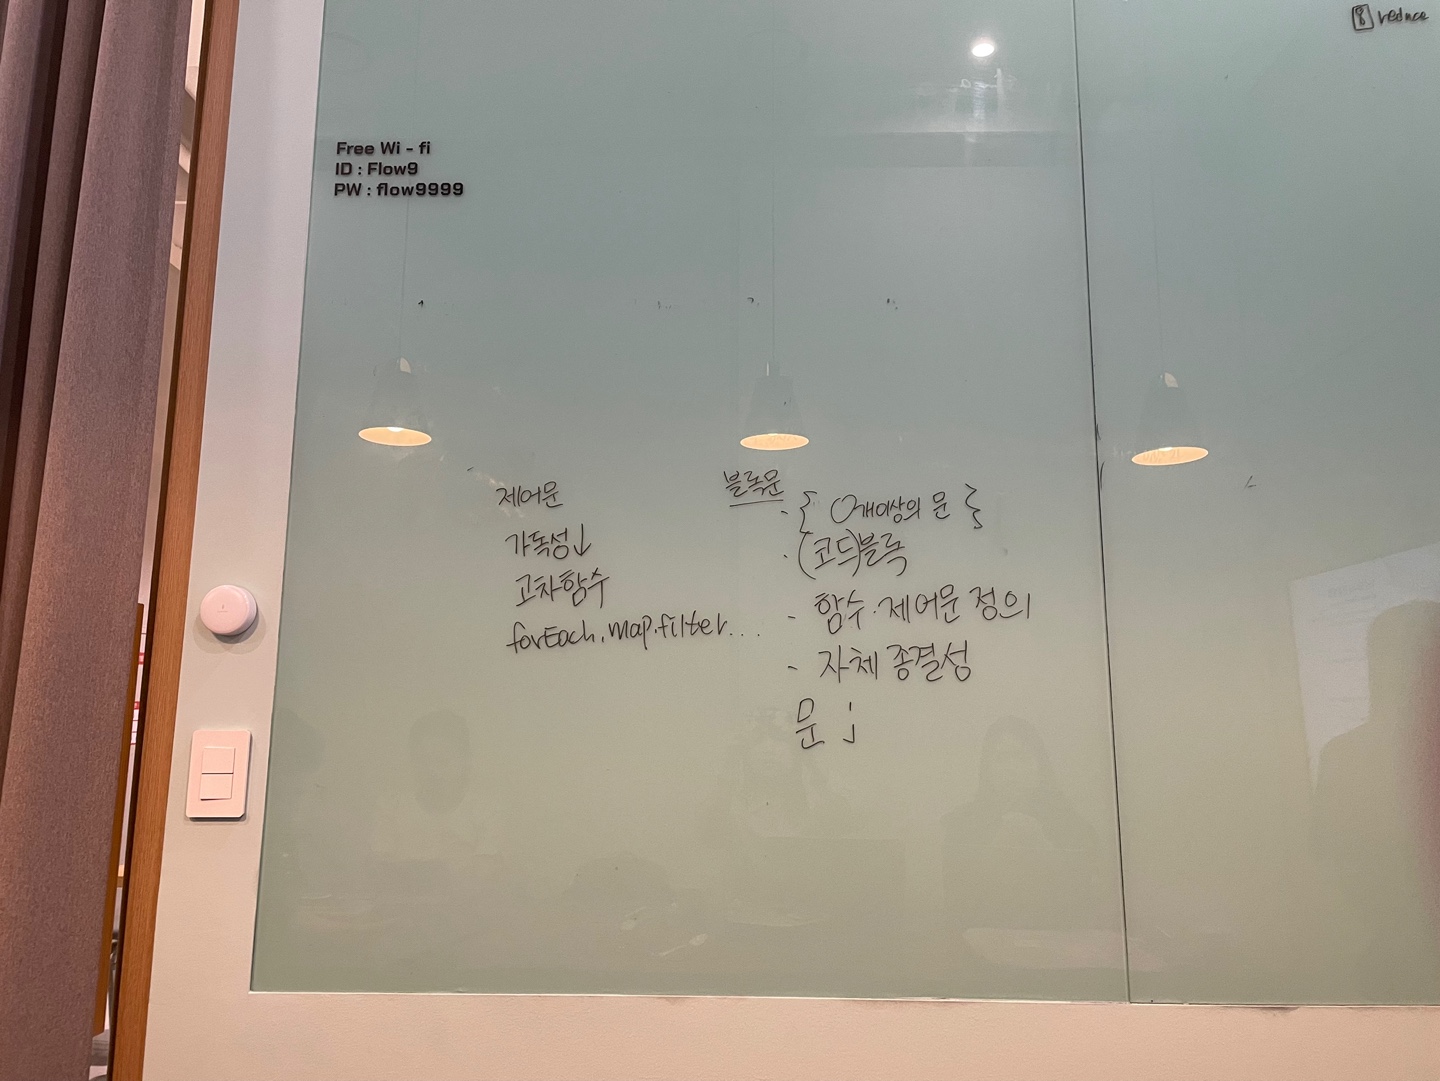 8 reduce
Free Wi - fi
ID : Flow9
PW : flow9999
제어문
가독성↓
고차함수
forEach.map.filter...
블록문
- { 0개이상의 문 }
- (코드)블록
- 함수·제어문 정의
- 자체 종결성
문 ;